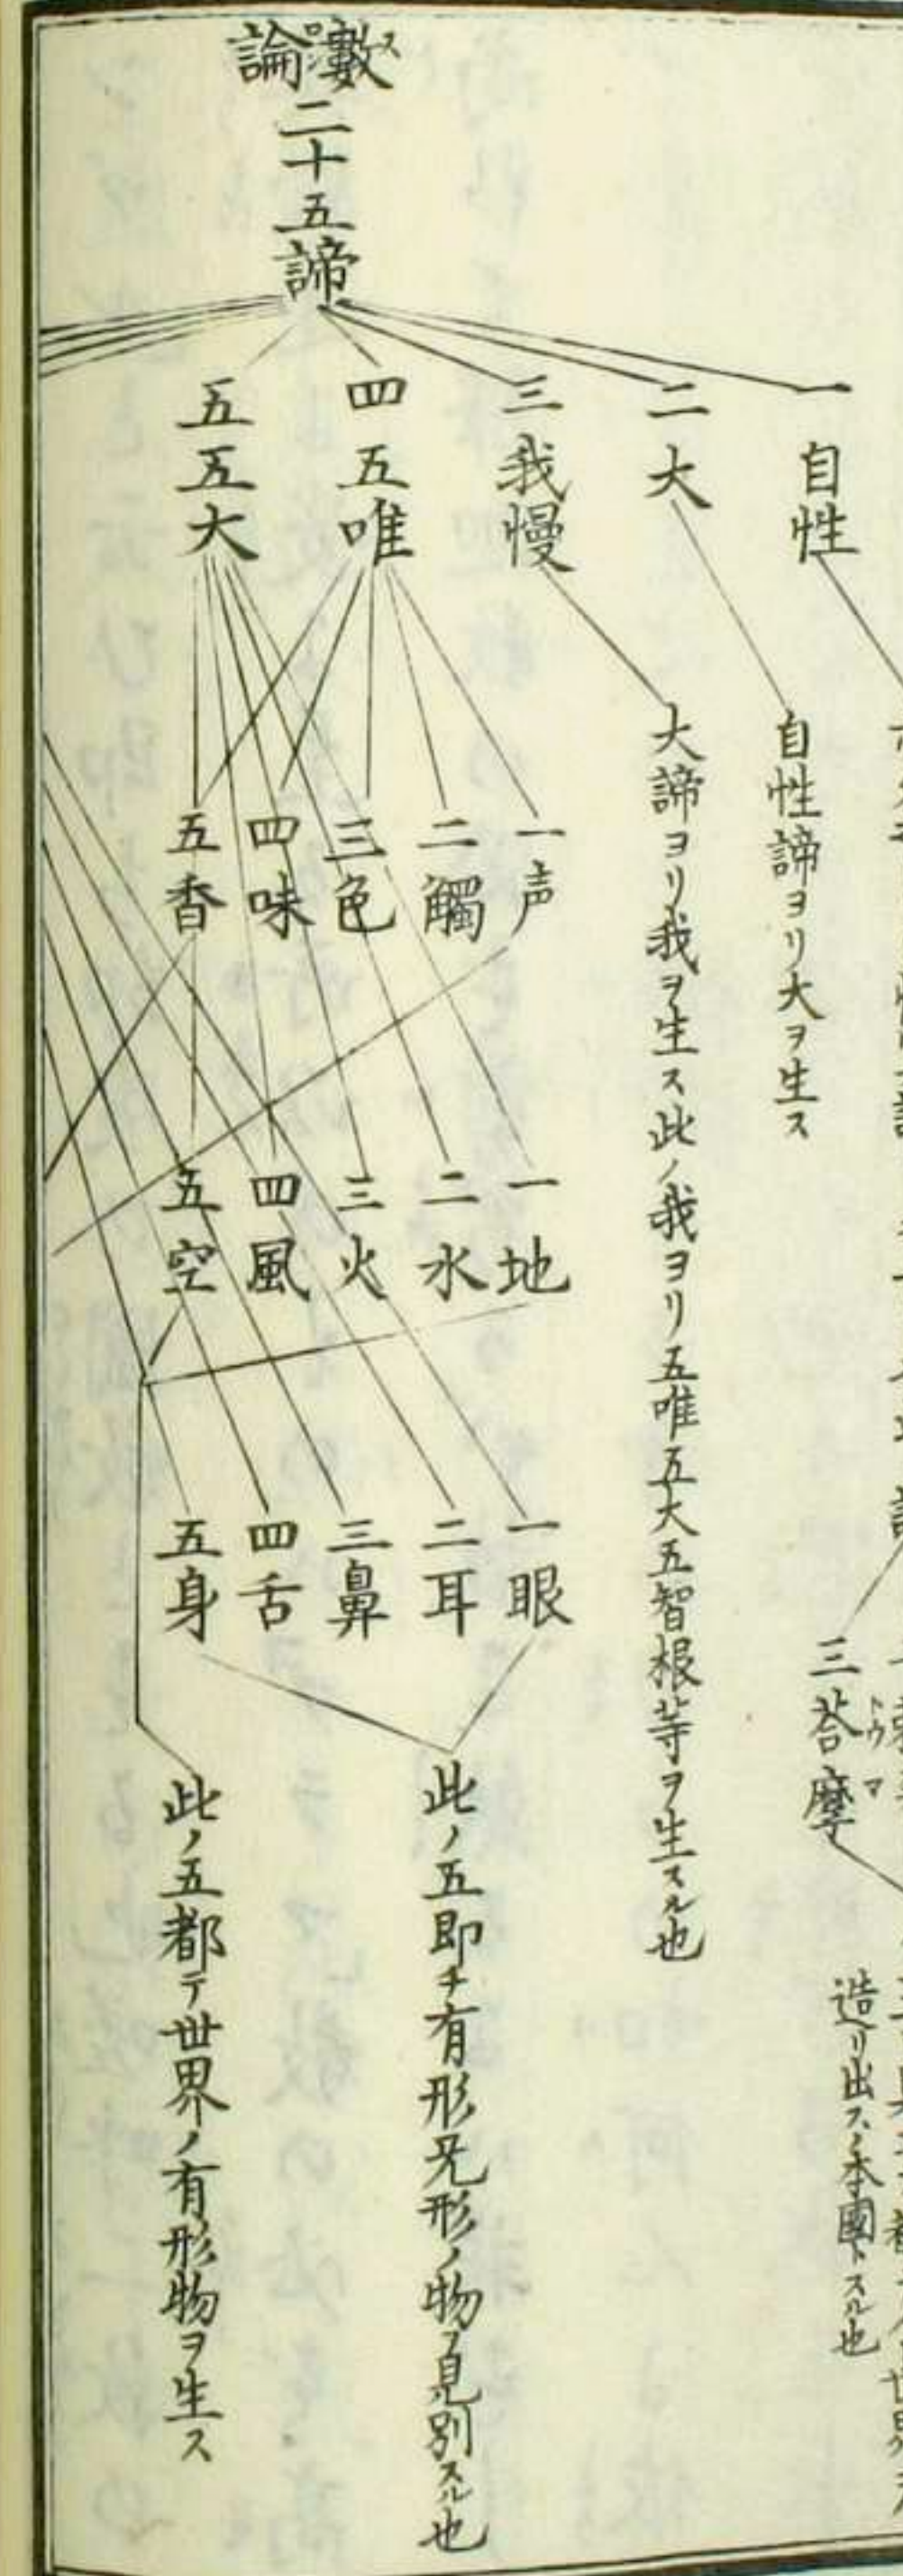 數論
二十五諦
一 自性
二 大
三 我慢
四 五唯
五 五大
自性諦ヨリ大ヲ生ス
大諦ヨリ我ヲ生ス此ノ我ヨリ五唯五大五智根等ヲ生スル也
一声
二觸
三色
四味
五香
一地
二水
三火
四風
五空
一眼
二耳
三鼻
四舌
五身
三荅摩
トウマ
造リ出スノ本國トスル也
此ノ五即チ有形無形ノ物ヲ見別スル也
此ノ五都テ世界ノ有形物ヲ生ス